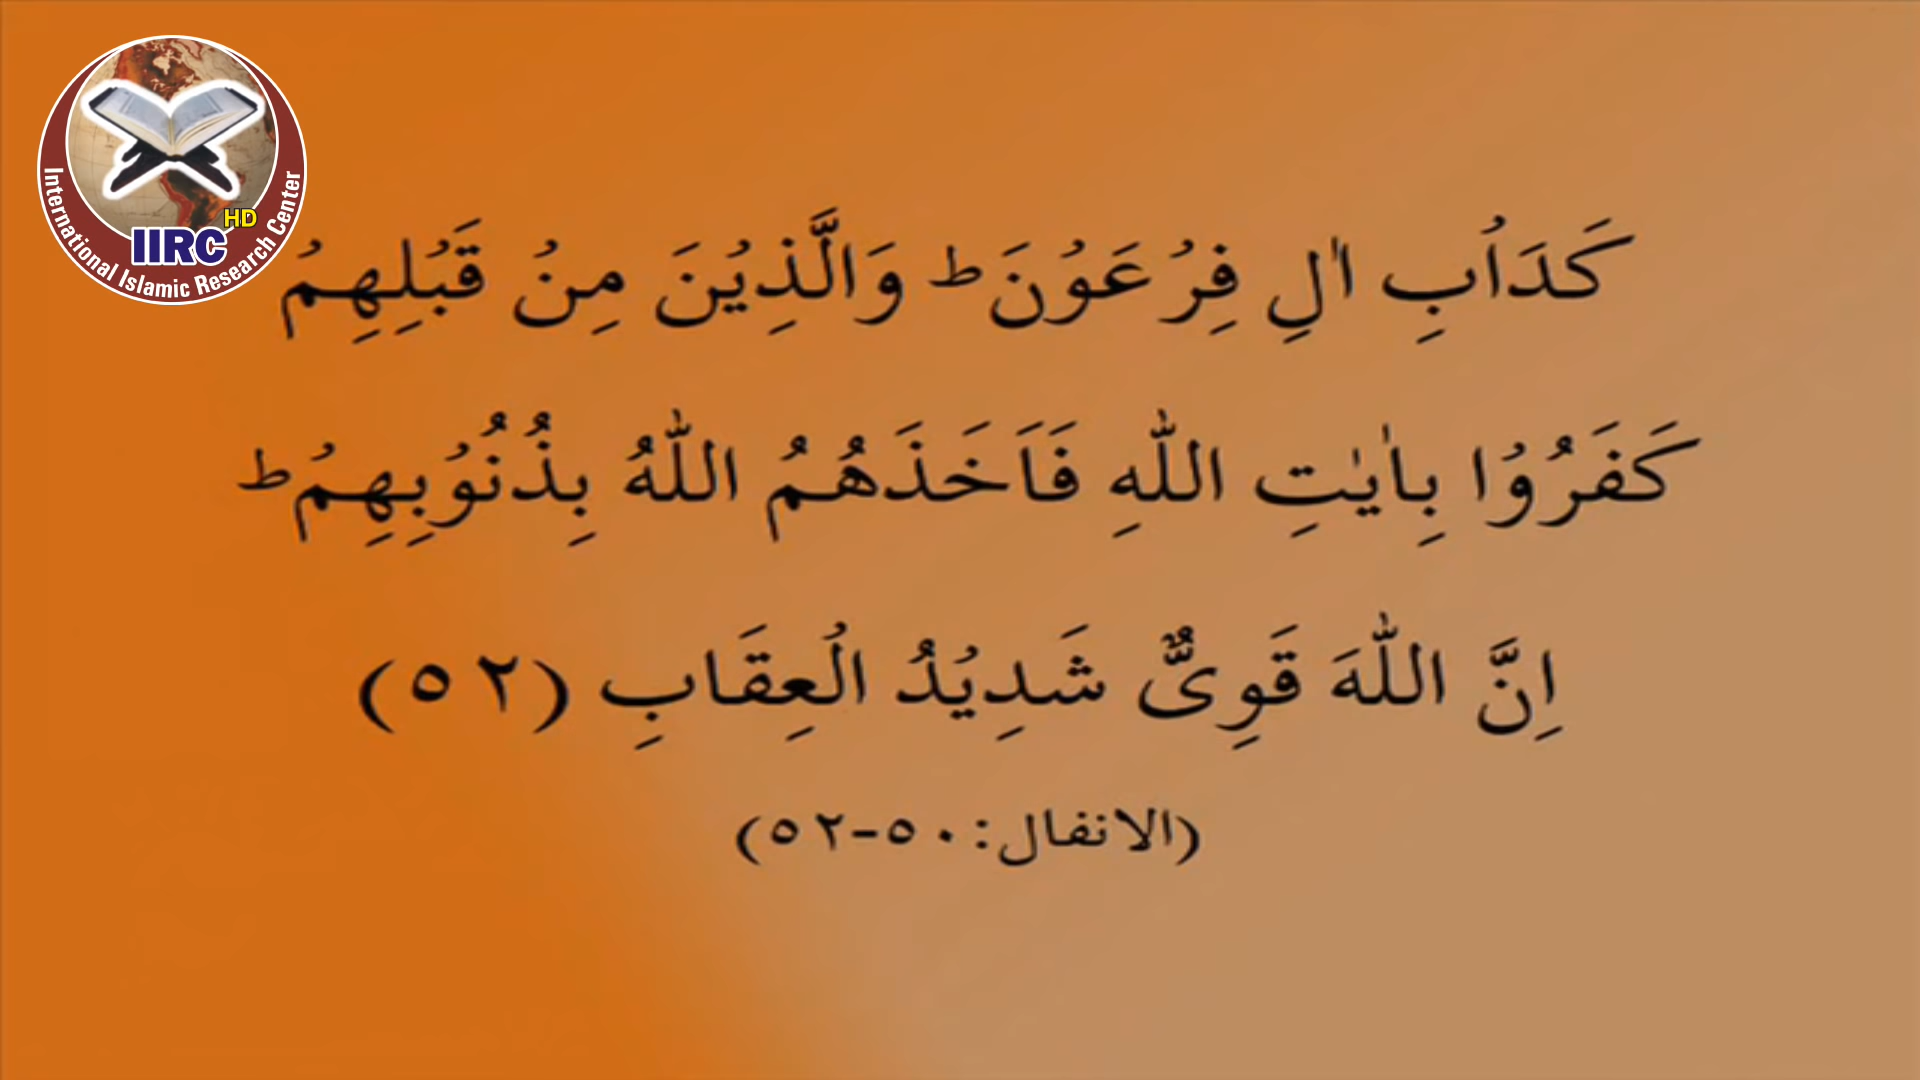 International Islamic Research Center
IIRC HD
کَدَاْبِ اٰلِ فِرْعَوْنَ ط وَالَّذِیْنَ مِنْ قَبْلِهِمْ
کَفَرُوْا بِاٰیٰتِ اللّٰهِ فَاَخَذَهُمُ اللّٰهُ بِذُنُوْبِهِمْ ط
اِنَّ اللّٰهَ قَوِیٌّ شَدِیْدُ الْعِقَابِ (٥٢)
(الانفال:٥٠-٥٢)